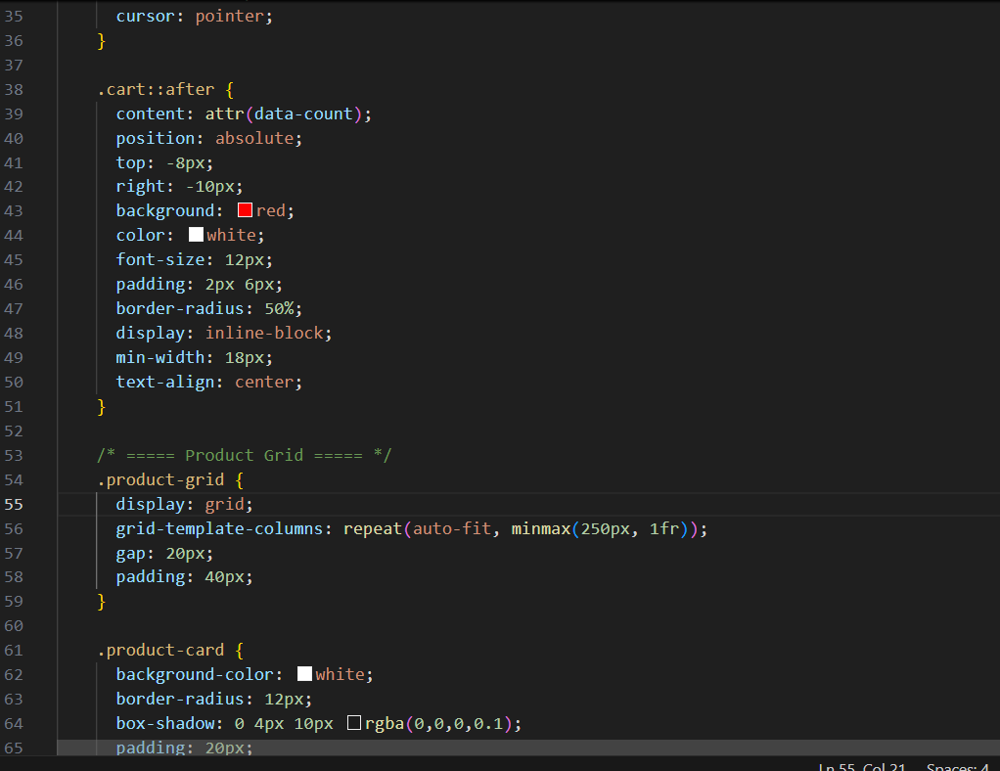 35 cursor: pointer;
36 }
37
38 .cart::after {
39 content: attr(data-count);
40 position: absolute;
41 top: -8px;
42 right: -10px;
43 background: red;
44 color: white;
45 font-size: 12px;
46 padding: 2px 6px;
47 border-radius: 50%;
48 display: inline-block;
49 min-width: 18px;
50 text-align: center;
51 }
52
53 /* ===== Product Grid ===== */
54 .product-grid {
55 display: grid;
56 grid-template-columns: repeat(auto-fit, minmax(250px, 1fr));
57 gap: 20px;
58 padding: 40px;
59 }
60
61 .product-card {
62 background-color: white;
63 border-radius: 12px;
64 box-shadow: 0 4px 10px rgba(0,0,0,0.1);
65 padding: 20px;
Ln 55, Col 21 Spaces: 4